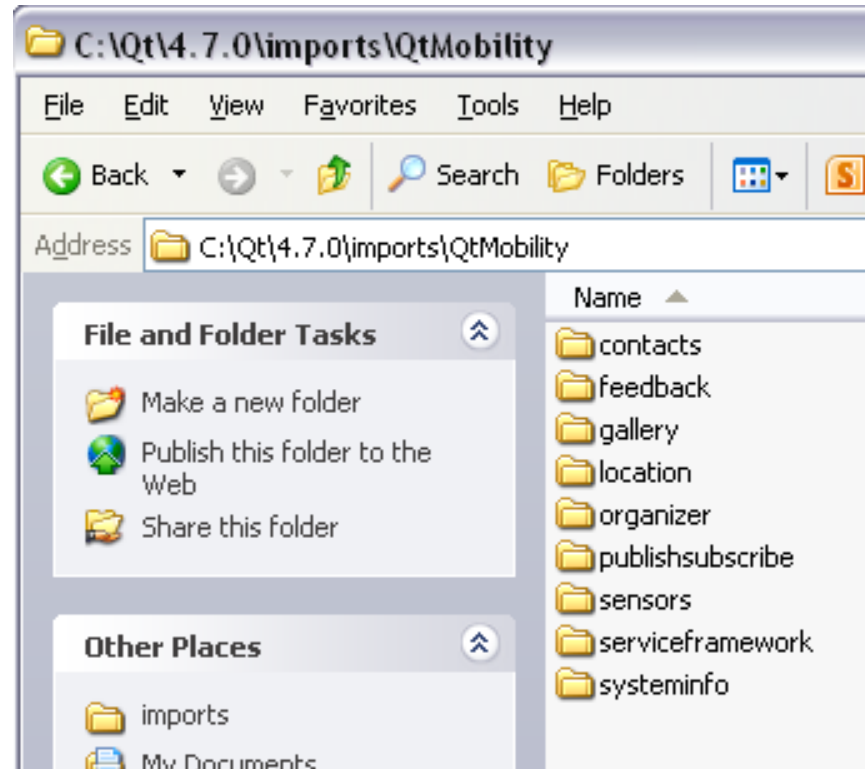 C:\Qt\4.7.0\imports\QtMobility
File Edit View Favorites Tools Help
Back Search Folders S
Address C:\Qt\4.7.0\imports\QtMobility
Name
File and Folder Tasks
Make a new folder
Publish this folder to the
Web
Share this folder
Other Places
imports
My Documents
contacts
feedback
gallery
location
organizer
publishsubscribe
sensors
serviceframework
systeminfo